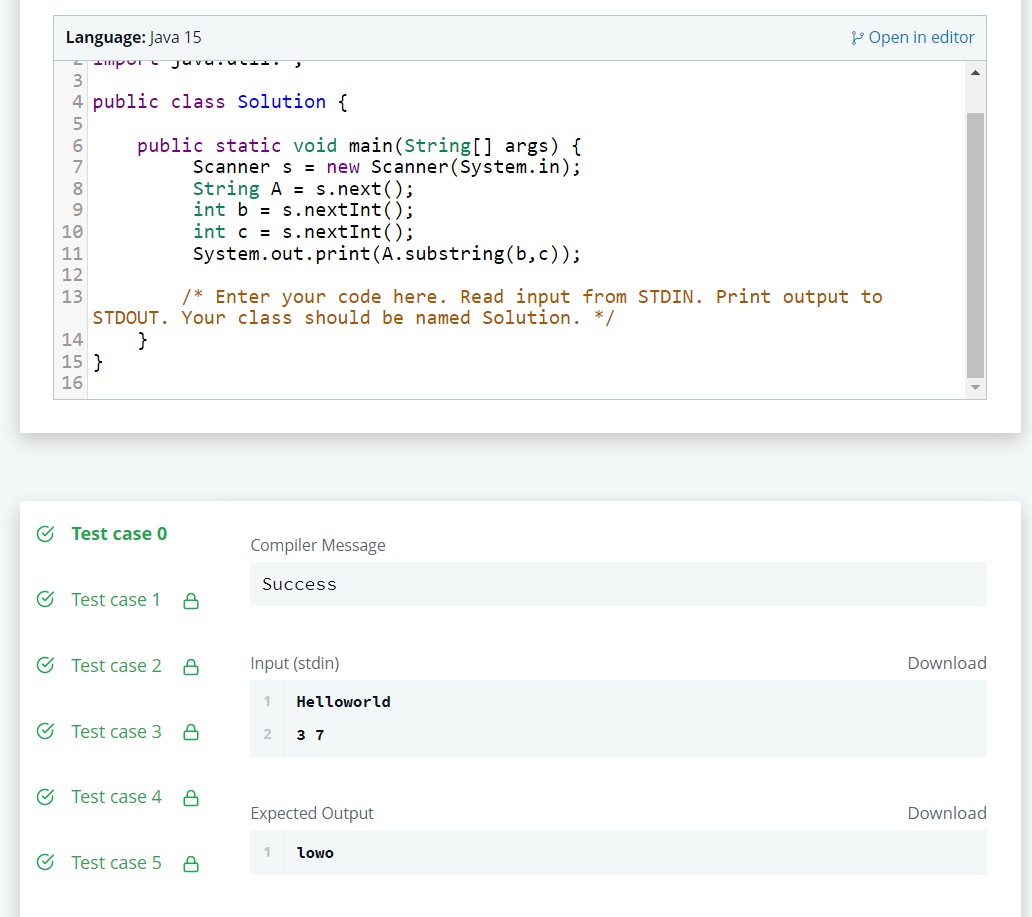 Language: Java 15
Open in editor
2 import java.util.*;
3
4 public class Solution {
5
6 public static void main(String[] args) {
7 Scanner s = new Scanner(System.in);
8 String A = s.next();
9 int b = s.nextInt();
10 int c = s.nextInt();
11 System.out.print(A.substring(b,c));
12
13 /* Enter your code here. Read input from STDIN. Print output to
STDOUT. Your class should be named Solution. */
14 }
15 }
16
Test case 0
Test case 1
Test case 2
Test case 3
Test case 4
Test case 5
Compiler Message
Success
Input (stdin)
Download
1 Helloworld
2 3 7
Expected Output
Download
1 lowo